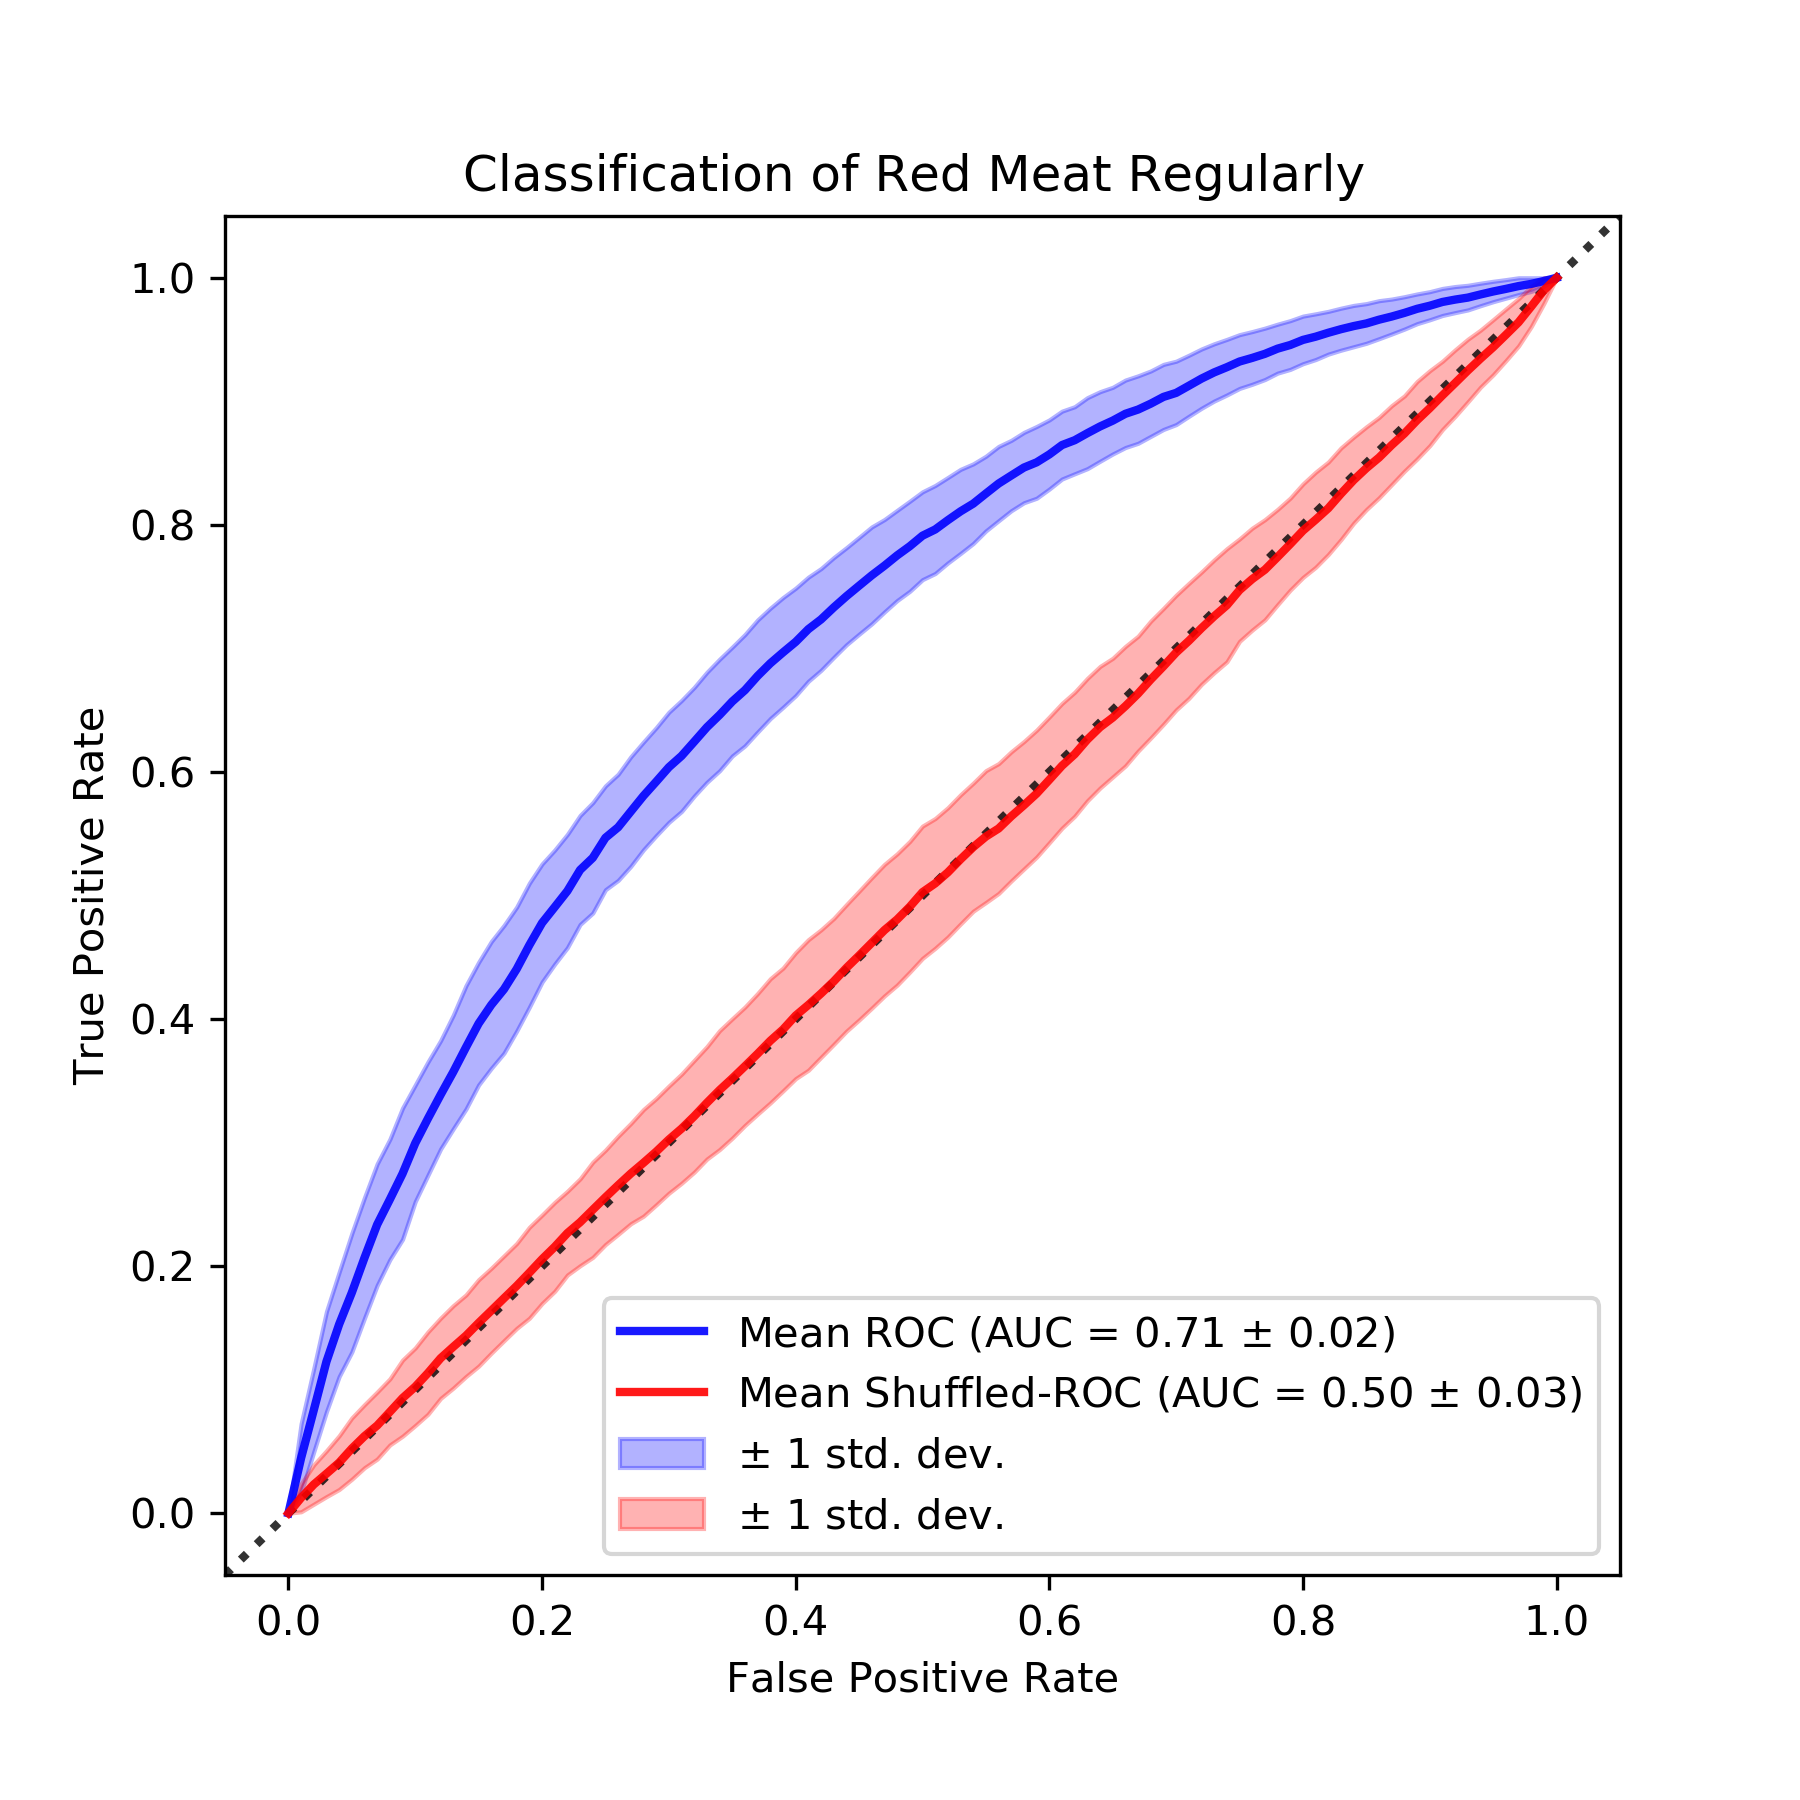 Classification of Red Meat Regularly
1.0
0.8
0.6
0.4
0.2
0.0
True Positive Rate
Mean ROC (AUC = 0.71 ± 0.02)
Mean Shuffled-ROC (AUC = 0.50 ± 0.03)
± 1 std. dev.
± 1 std. dev.
0.0 0.2 0.4 0.6 0.8 1.0
False Positive Rate